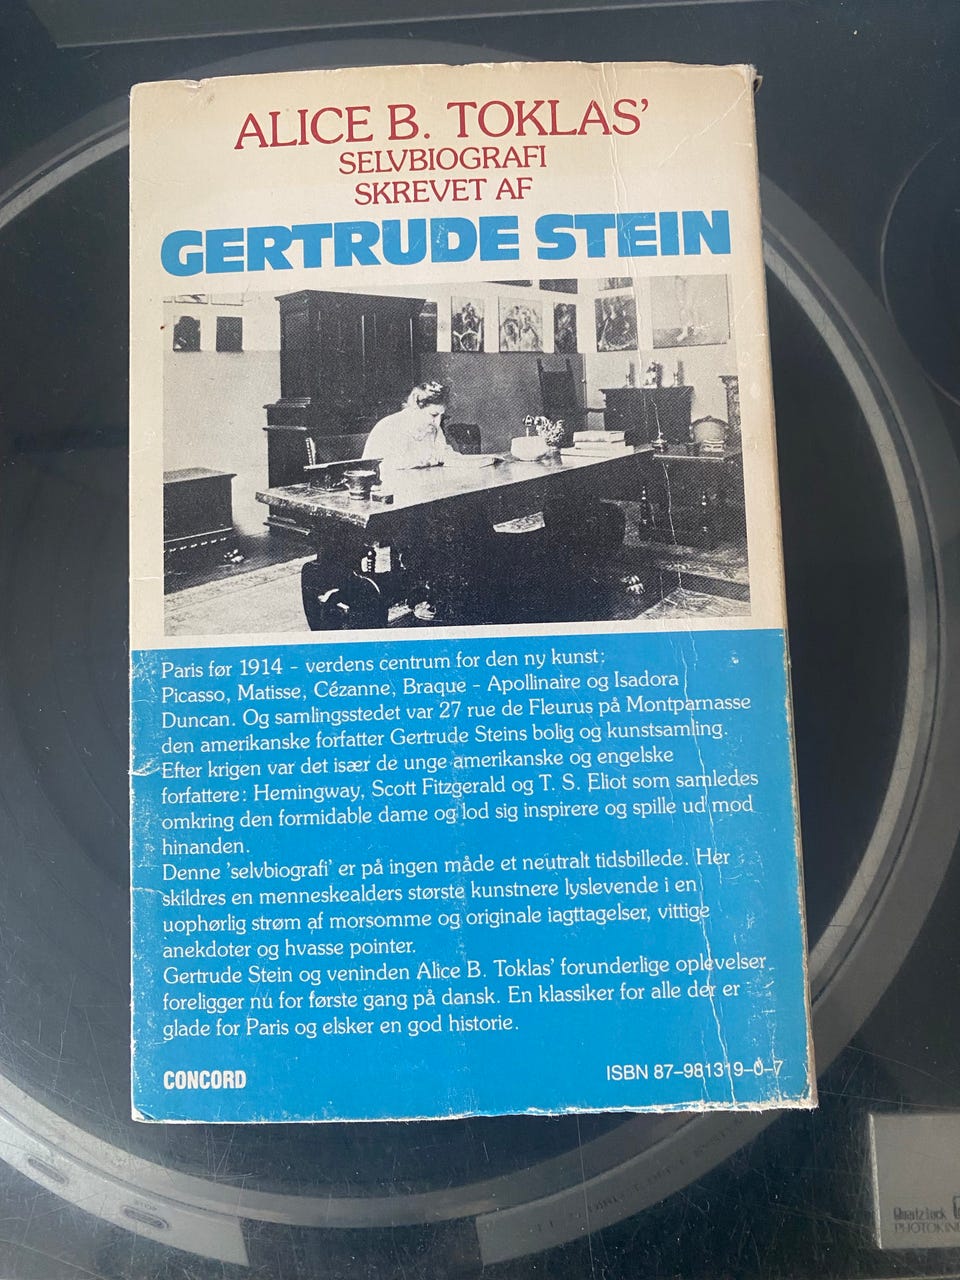 ALICE B. TOKLAS'
SELVBIOGRAFI
SKREVET AF
GERTRUDE STEIN
Paris før 1914 – verdens centrum for den ny kunst:
Picasso, Matisse, Cézanne, Braque – Apollinaire og Isadora
Duncan. Og samlingsstedet var 27 rue de Fleurus på Montparnasse
den amerikanske forfatter Gertrude Steins bolig og kunstsamling.
Efter krigen var det især de unge amerikanske og engelske
forfattere: Hemingway, Scott Fitzgerald og T. S. Eliot som samledes
omkring den formidable dame og lod sig inspirere og spille ud mod
hinanden.
Denne 'selvbiografi' er på ingen måde et neutralt tidsbillede. Her
skildres en menneskealders største kunstnere lyslevende i en
uophørlig strøm af morsomme og originale iagttagelser, vittige
anekdoter og hvasse pointer.
Gertrude Stein og veninden Alice B. Toklas' forunderlige oplevelser
foreligger nu for første gang på dansk. En klassiker for alle der er
glade for Paris og elsker en god historie.
CONCORD
ISBN 87–981319–0–7
STOP
Quatzlock